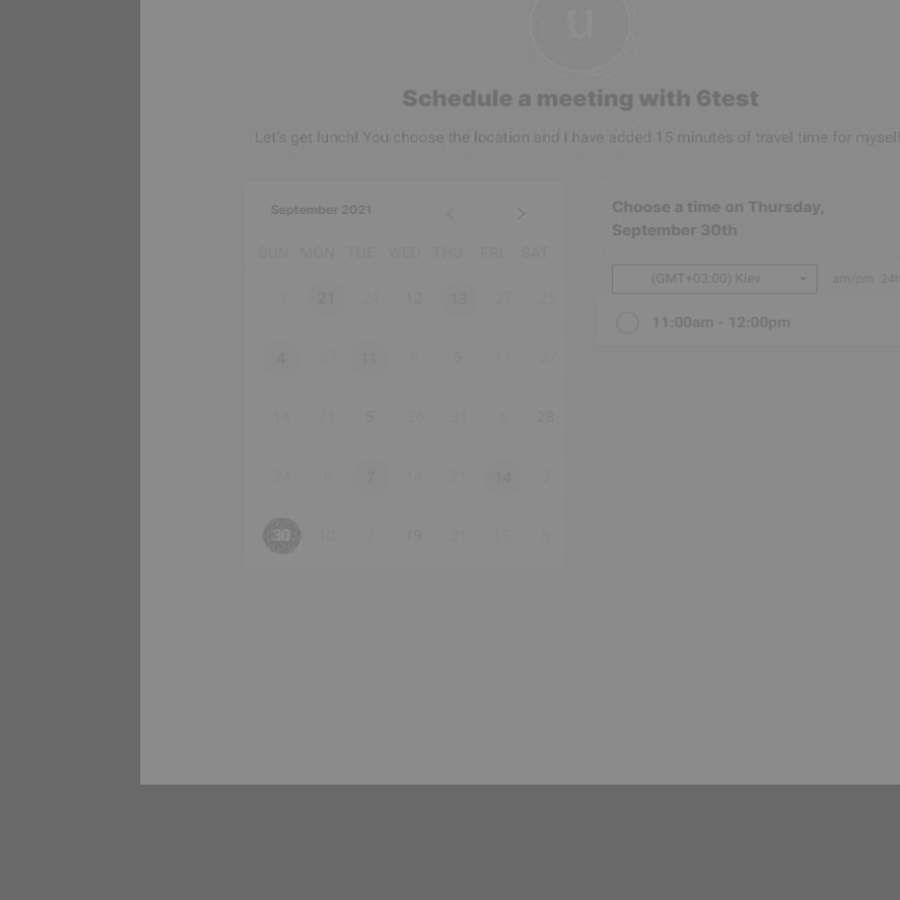 u
Schedule a meeting with 6test
Let's get lunch! You choose the location and I have added 15 minutes of travel time for myself
September 2021 < >
SUN MON TUE WED THU FRI SAT
3 21 24 12 13 27 25
4 27 11 9 5 11 27
14 21 5 26 31 6 28
24 6 7 14 21 14 2
30 10 2 19 21 15 8
Choose a time on Thursday,
September 30th
(GMT+03:00) Kiev am/pm 24h
11:00am - 12:00pm